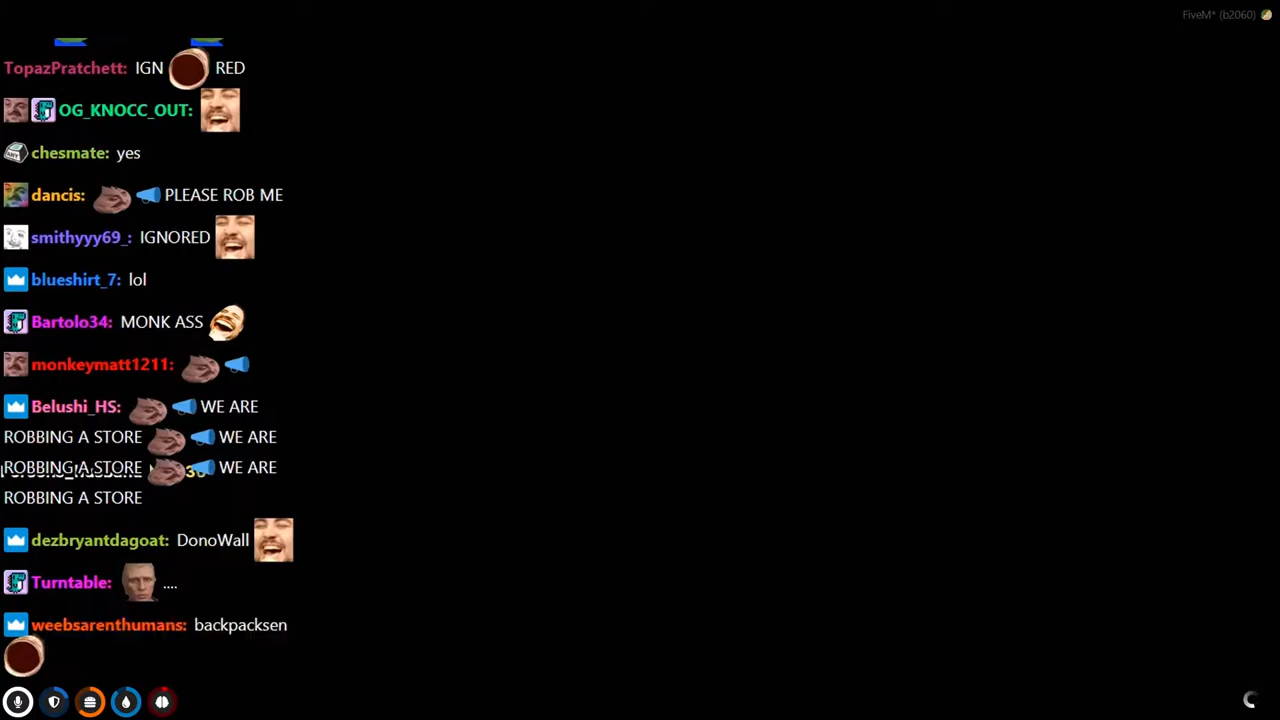 FiveM* (b2060)
TopazPratchett: IGN RED
OG_KNOCC_OUT:
chesmate: yes
dancis: PLEASE ROB ME
smithyyy69_: IGNORED
blueshirt_7: lol
Bartolo34: MONK ASS
monkeymatt1211:
Belushi_HS: WE ARE
ROBBING A STORE WE ARE
ROBBING A STORE WE ARE
ROBBING A STORE
dezbryantdagoat: DonoWall
Turntable: ....
weebsarenthumans: backpacksen